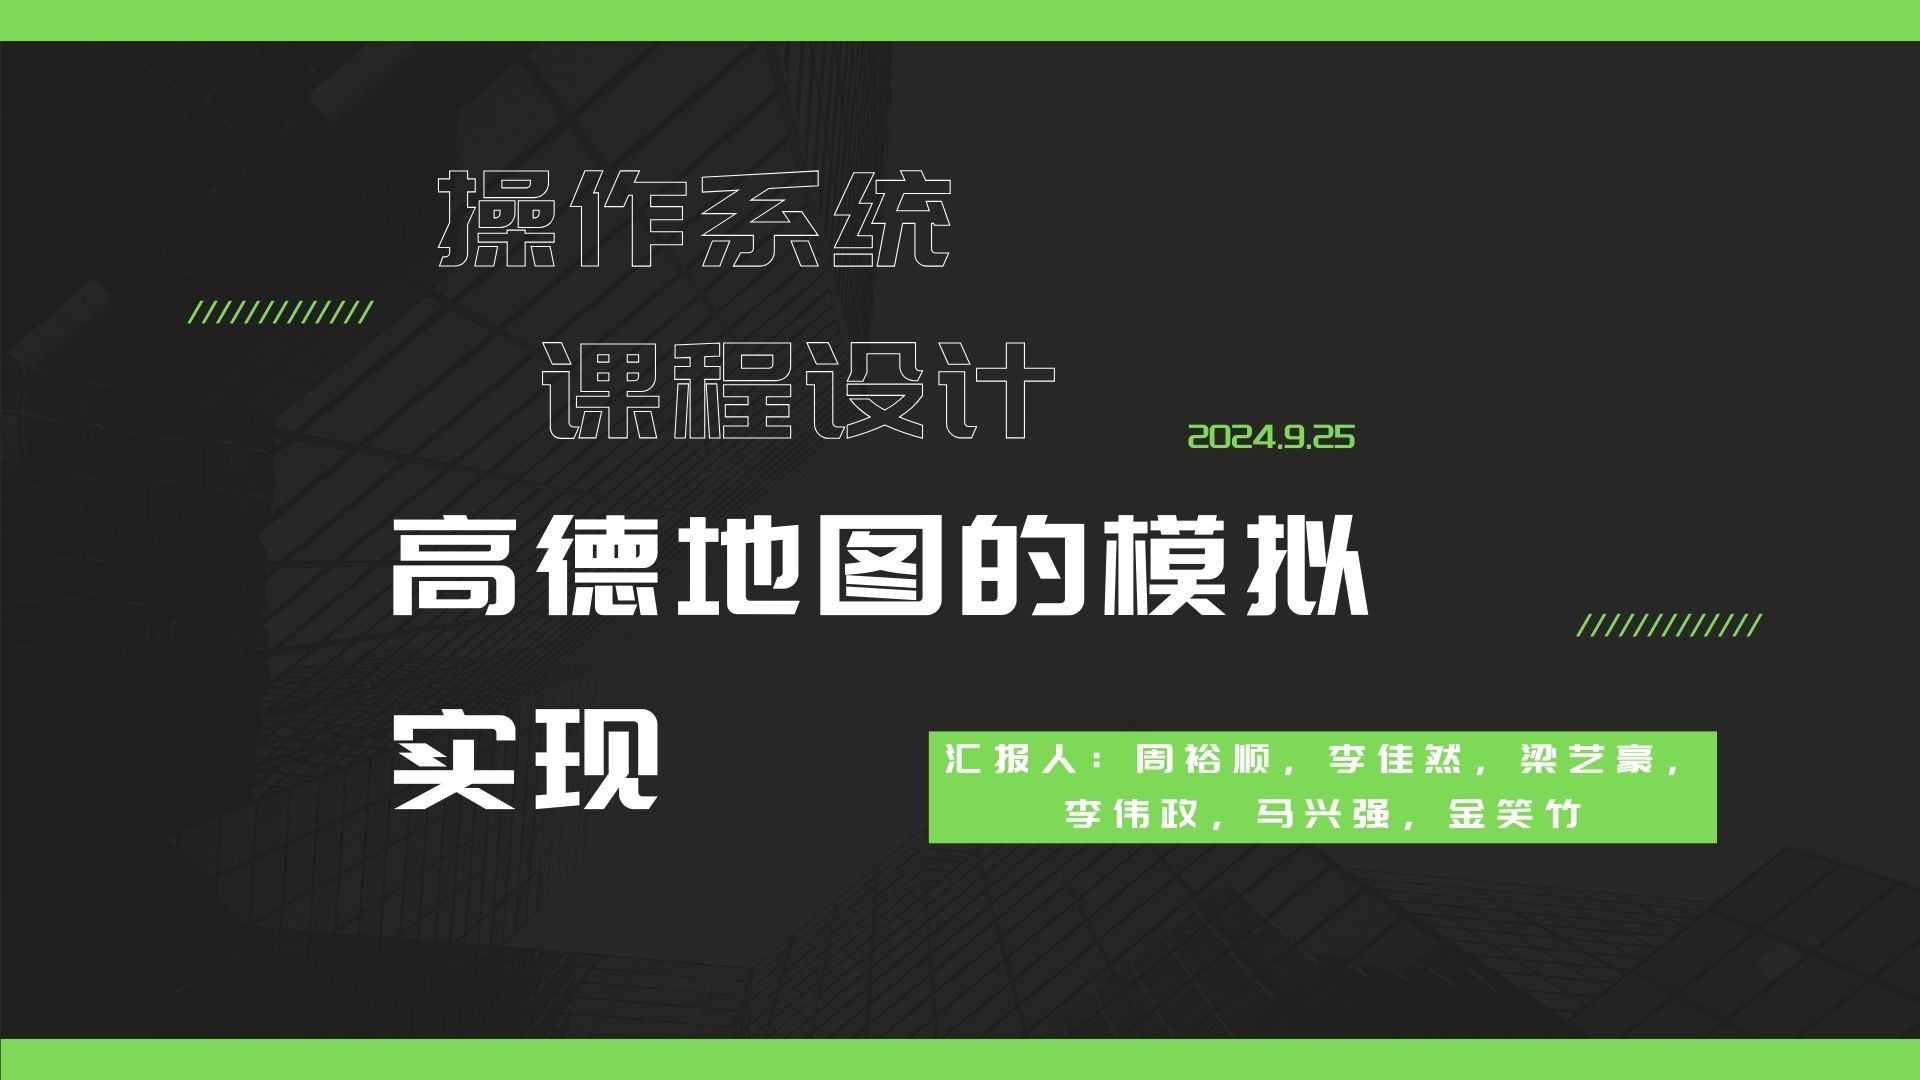 操作系统
课程设计
2024.9.25
高德地图的模拟
实现
汇报人：周裕顺，李佳然，梁艺豪，
李伟政，马兴强，金笑竹